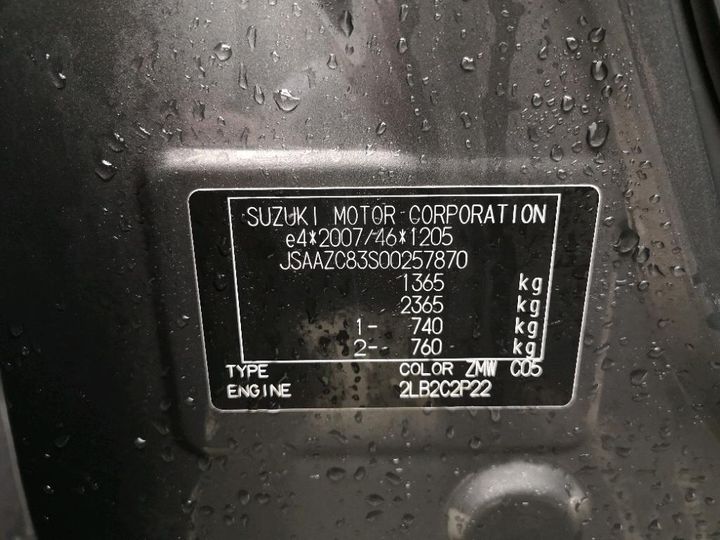 SUZUKI MOTOR CORPORATION
e4*2007/46*1205
JSAAZC83S00257870
1365 kg
2365 kg
1- 740 kg
2- 760 kg
TYPE COLOR ZMW C05
ENGINE 2LB2C2P22